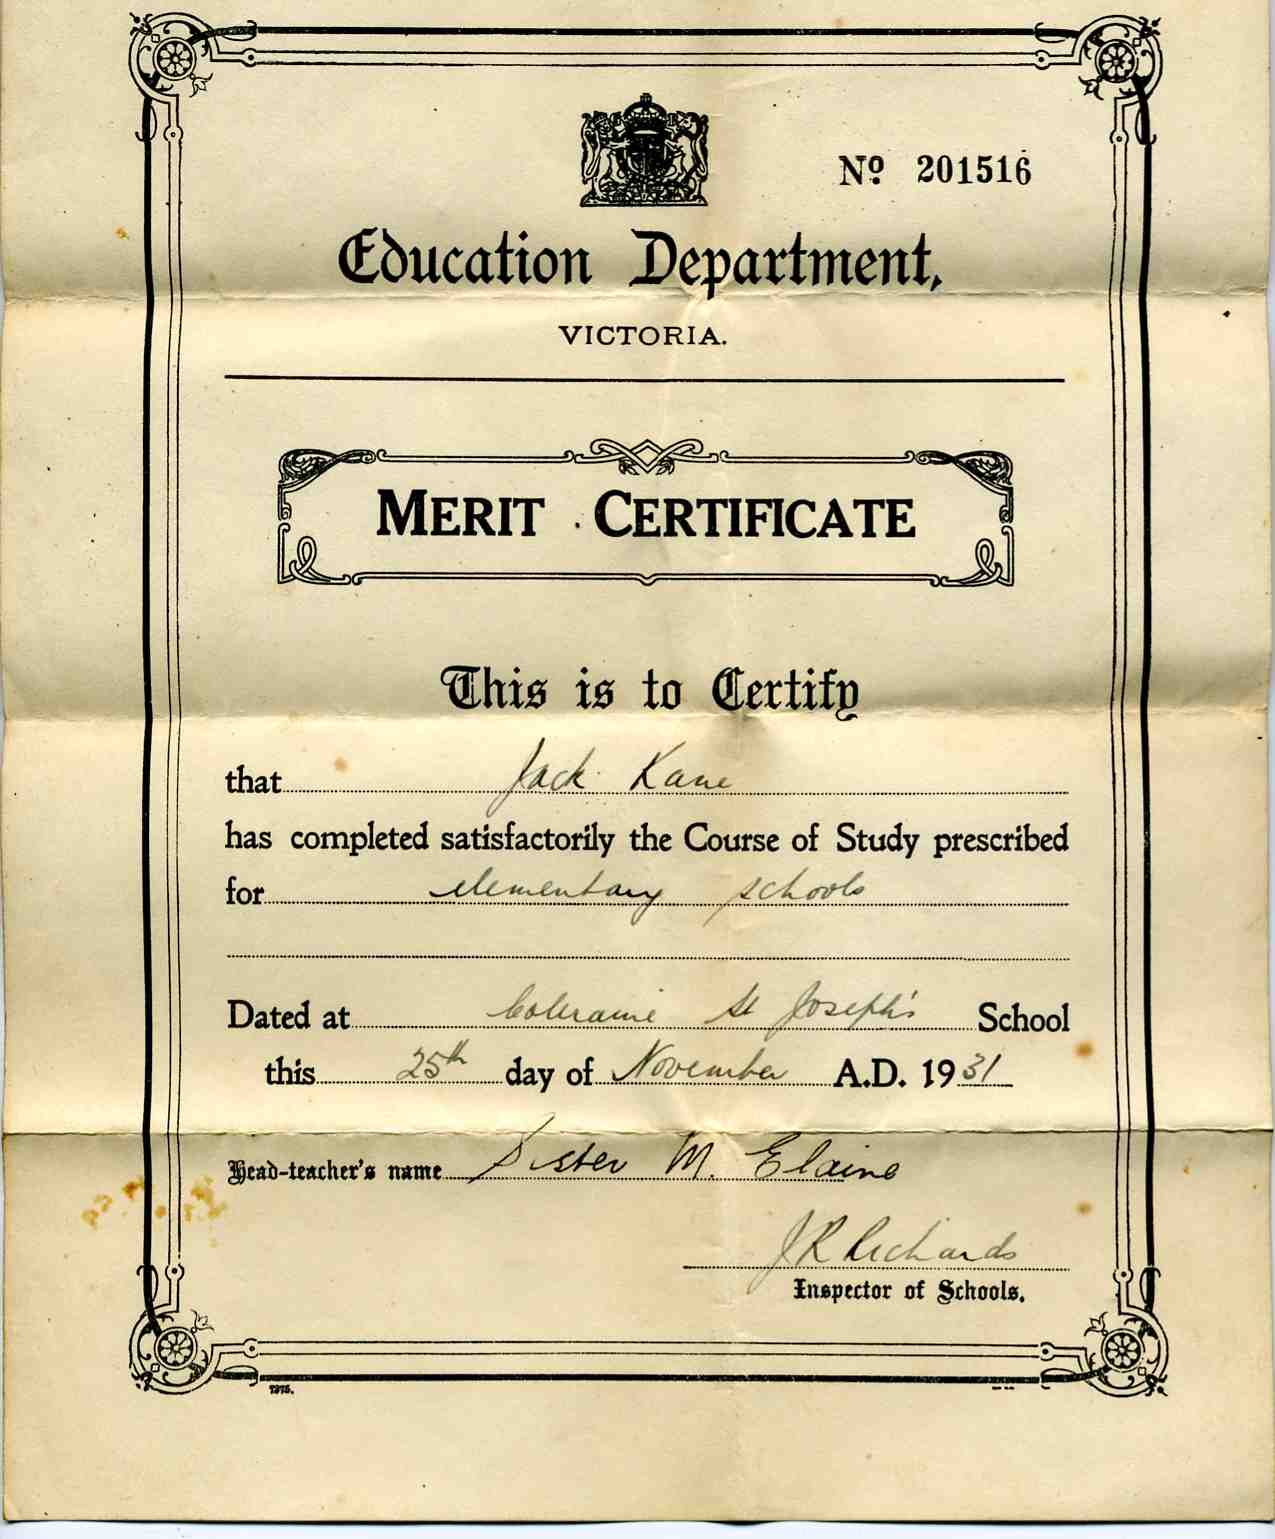 Nº 201516
Education Department,
VICTORIA.
MERIT CERTIFICATE
This is to Certify
that Jack Kane
has completed satisfactorily the Course of Study prescribed
for elementary schools
Dated at Coleraine St Joseph's School
this 25th day of November A.D. 1931
Head-teacher's name Sister M. Elaine
J R Richards
Inspector of Schools.